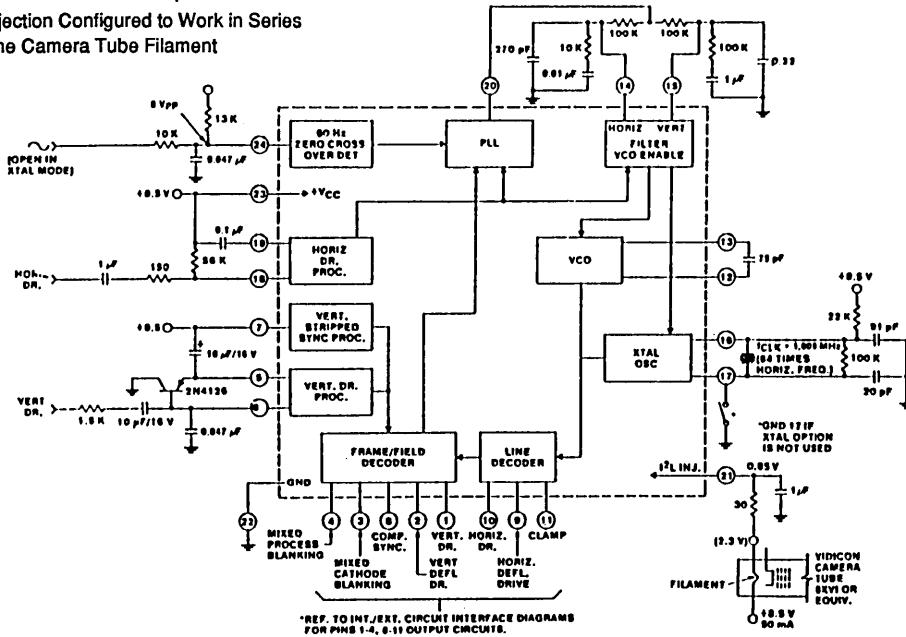 jection Configured to Work in Series
ne Camera Tube Filament
270 pF
10 K
0.01 µF
100 K
100 K
100 K
1 µF
0.33
20
14
15
8 Vpp
13 K
10 K
24
0.047 µF
(OPEN IN
XTAL MODE)
60 Hz
ZERO CROSS
OVER DET
PLL
HORIZ VERT
FILTER
VCO ENABLE
+8.5 V
23
+VCC
0.1 µF
19
56 K
HOR.
DR.
1 µF
150
18
HORIZ
DR.
PROC.
VCO
13
12
75 pF
+8.5
7
VERT.
STRIPPED
SYNC PROC.
10 µF/16 V
2N4126
VERT
DR.
1.5 K
10 µF/16 V
0.047 µF
VERT. DR.
PROC.
XTAL
OSC
16
17
+8.5 V
22 K
91 pF
100 K
20 pF
(64 TIMES
HORIZ. FREQ.)
*GND 17 IF
XTAL OPTION
IS NOT USED
FRAME/FIELD
DECODER
LINE
DECODER
GND
22
4
3
2
1
10
9
11
MIXED
PROCESS
BLANKING
MIXED
CATHODE
BLANKING
COMP.
SYNC.
VERT
DEFL
DR.
VERT.
DR.
HORIZ.
DR.
HORIZ.
DEFL.
DRIVE
CLAMP
I²L INJ.
21
0.85 V
1 µF
30
(2.3 V)
FILAMENT
VIDICON
CAMERA
TUBE
OR
EQUIV.
+8.5 V
90 mA
*REF. TO INT./EXT. CIRCUIT INTERFACE DIAGRAMS
FOR PINS 1-4, 8-11 OUTPUT CIRCUITS.